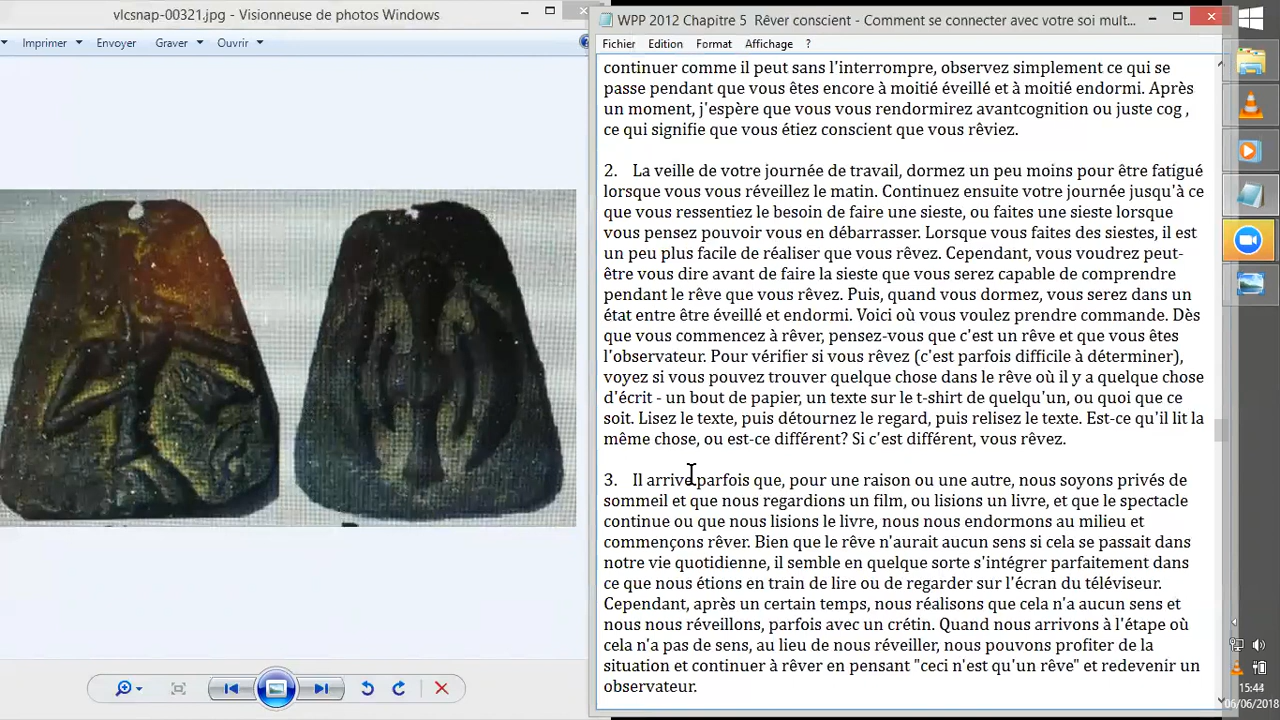 vlcsnap-00321.jpg - Visionneuse de photos Windows
Imprimer Envoyer Graver Ouvrir
WPP 2012 Chapitre 5 Rêver conscient - Comment se connecter avec votre soi mult...
Fichier Edition Format Affichage ?
continuer comme il peut sans l'interrompre, observez simplement ce qui se
passe pendant que vous êtes encore à moitié éveillé et à moitié endormi. Après
un moment, j'espère que vous vous rendormirez avantcognition ou juste cog ,
ce qui signifie que vous étiez conscient que vous rêviez.
2. La veille de votre journée de travail, dormez un peu moins pour être fatigué
lorsque vous vous réveillez le matin. Continuez ensuite votre journée jusqu'à ce
que vous ressentiez le besoin de faire une sieste, ou faites une sieste lorsque
vous pensez pouvoir vous en débarrasser. Lorsque vous faites des siestes, il est
un peu plus facile de réaliser que vous rêvez. Cependant, vous voudrez peut-
être vous dire avant de faire la sieste que vous serez capable de comprendre
pendant le rêve que vous rêvez. Puis, quand vous dormez, vous serez dans un
état entre être éveillé et endormi. Voici où vous voulez prendre commande. Dès
que vous commencez à rêver, pensez-vous que c'est un rêve et que vous êtes
l'observateur. Pour vérifier si vous rêvez (c'est parfois difficile à déterminer),
voyez si vous pouvez trouver quelque chose dans le rêve où il y a quelque chose
d'écrit - un bout de papier, un texte sur le t-shirt de quelqu'un, ou quoi que ce
soit. Lisez le texte, puis détournez le regard, puis relisez le texte. Est-ce qu'il lit la
même chose, ou est-ce différent? Si c'est différent, vous rêvez.
3. Il arrive parfois que, pour une raison ou une autre, nous soyons privés de
sommeil et que nous regardions un film, ou lisions un livre, et que le spectacle
continue ou que nous lisions le livre, nous nous endormons au milieu et
commençons rêver. Bien que le rêve n'aurait aucun sens si cela se passait dans
notre vie quotidienne, il semble en quelque sorte s'intégrer parfaitement dans
ce que nous étions en train de lire ou de regarder sur l'écran du téléviseur.
Cependant, après un certain temps, nous réalisons que cela n'a aucun sens et
nous nous réveillons, parfois avec un crétin. Quand nous arrivons à l'étape où
cela n'a pas de sens, au lieu de nous réveiller, nous pouvons profiter de la
situation et continuer à rêver en pensant "ceci n'est qu'un rêve" et redevenir un
observateur.
15:44
06/06/2018